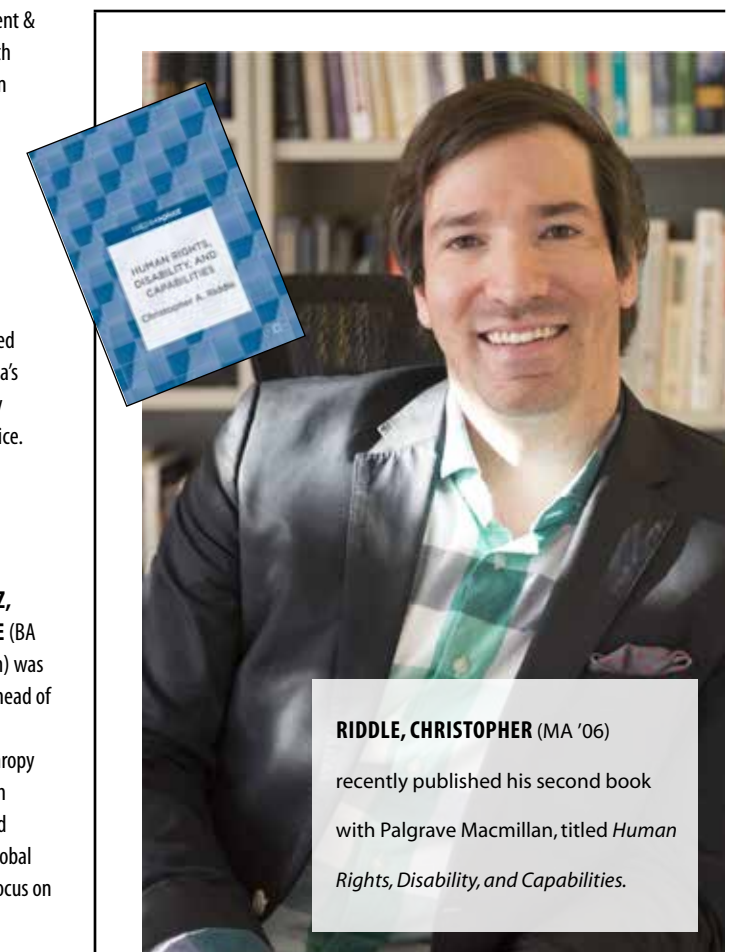 ent &
ed
a's
ice.
Z,
E (BA
n) was
head of
ropy
n
d
obal
ocus on
HUMAN RIGHTS,
DISABILITY, AND
CAPABILITIES
Christopher A. Riddle
RIDDLE, CHRISTOPHER (MA ’06)
recently published his second book
with Palgrave Macmillan, titled Human
Rights, Disability, and Capabilities.